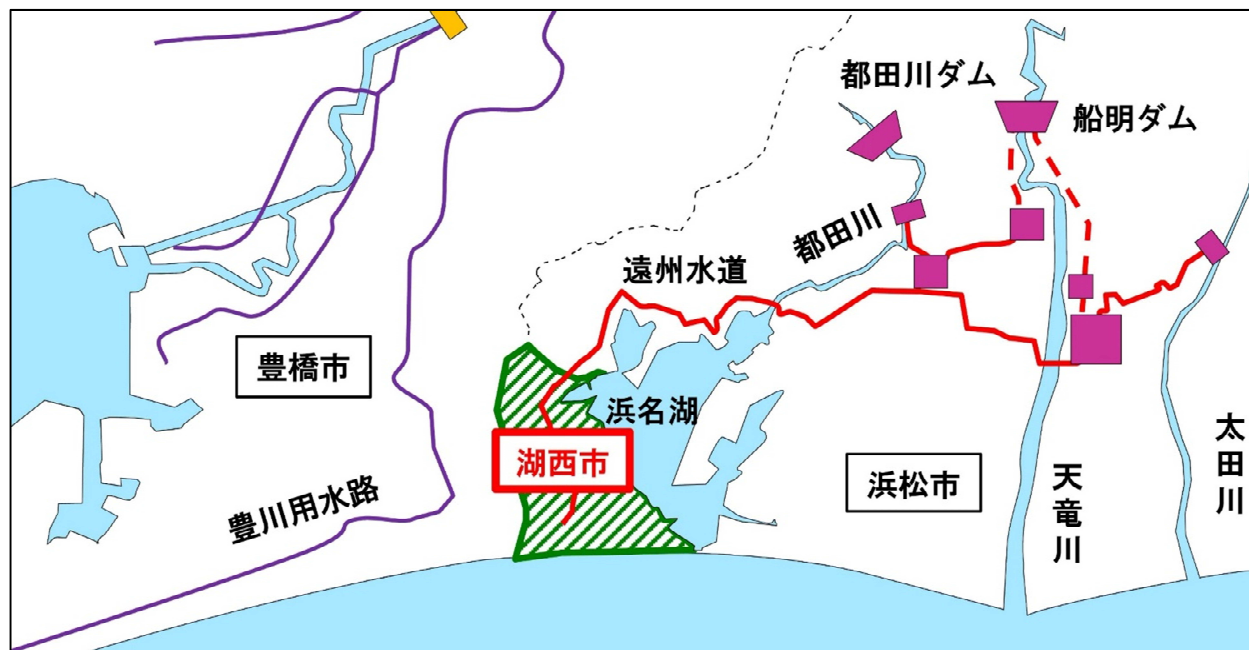 都田川ダム
船明ダム
都田川
遠州水道
豊橋市
浜名湖
湖西市
浜松市
豊川用水路
天竜川
太田川